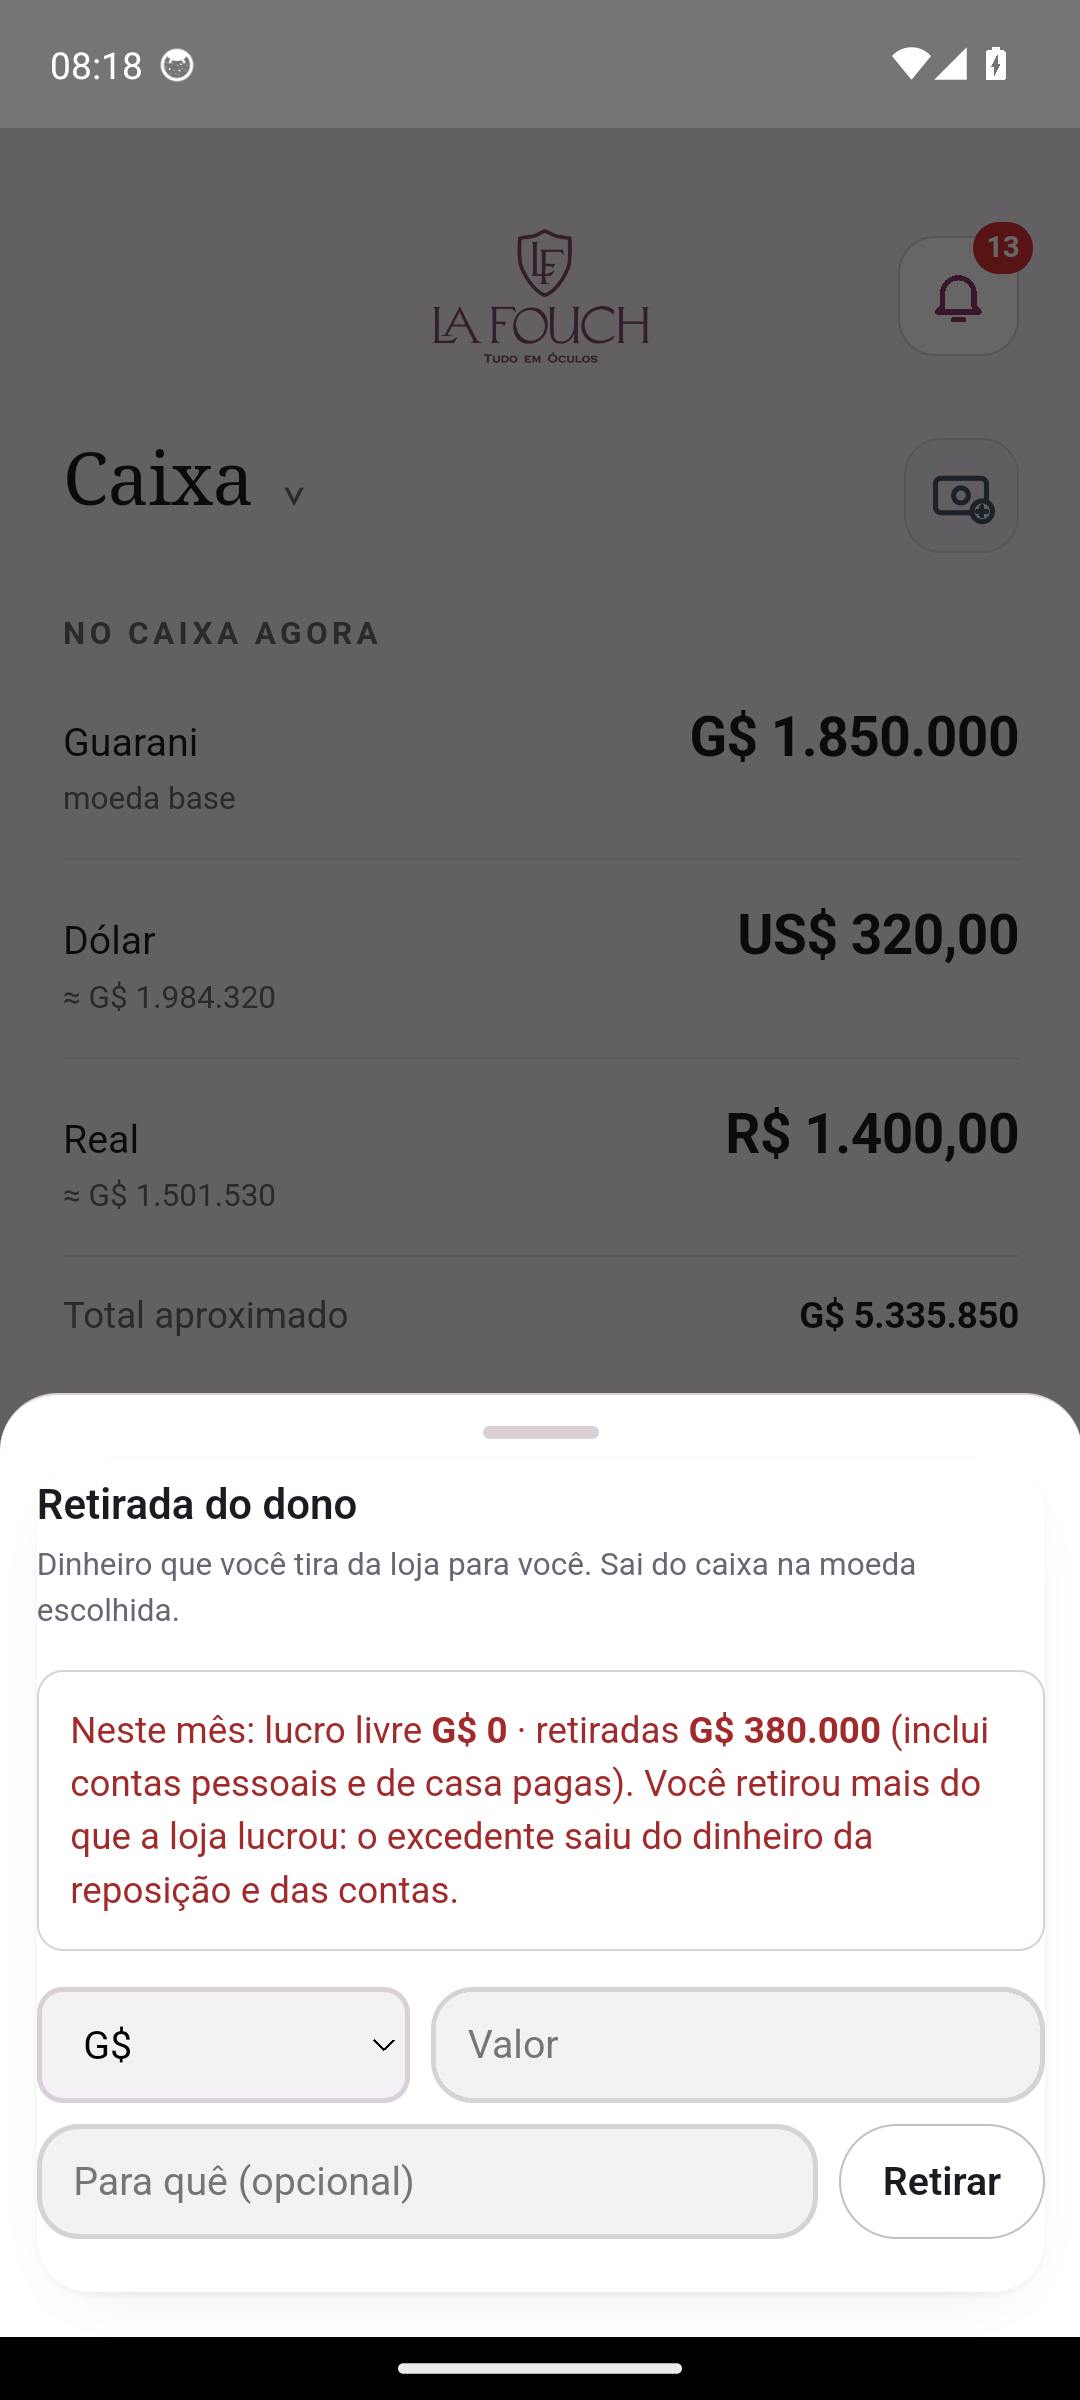 08:18
13
LF
LA FOUCH
TUDO EM ÓCULOS
Caixa
NO CAIXA AGORA
Guarani G$ 1.850.000
moeda base
Dólar US$ 320,00
≈ G$ 1.984.320
Real R$ 1.400,00
≈ G$ 1.501.530
Total aproximado G$ 5.335.850
Retirada do dono
Dinheiro que você tira da loja para você. Sai do caixa na moeda
escolhida.
Neste mês: lucro livre G$ 0 · retiradas G$ 380.000 (inclui
contas pessoais e de casa pagas). Você retirou mais do
que a loja lucrou: o excedente saiu do dinheiro da
reposição e das contas.
G$ Valor
Para quê (opcional) Retirar